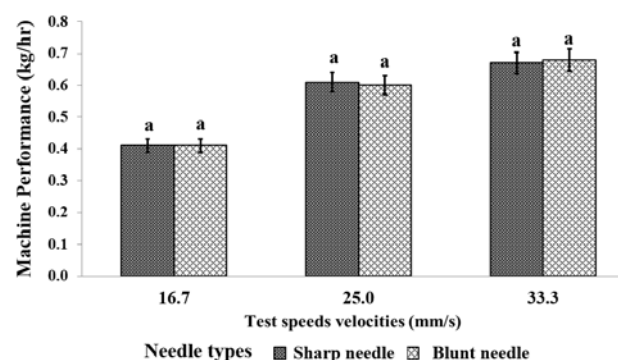 Machine Performance (kg/hr)
0.8
0.7
0.6
0.5
0.4
0.3
0.2
0.1
0.0
a a
a a
a a
16.7 25.0 33.3
Test speeds velocities (mm/s)
Needle types Sharp needle Blunt needle